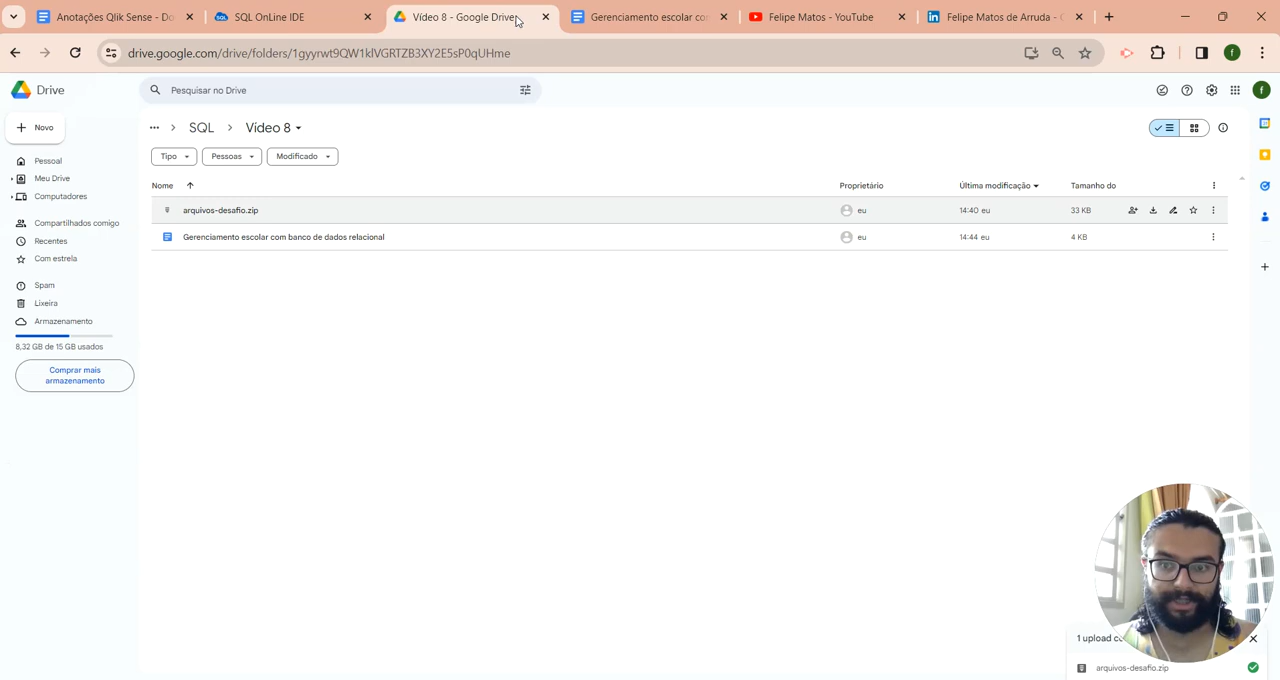 Anotações Qlik Sense - Do
SQL OnLine IDE
Vídeo 8 - Google Drive
Gerenciamento escolar co
Felipe Matos - YouTube
Felipe Matos de Arruda - C
drive.google.com/drive/folders/1gyyrwt9QW1klVGRTZB3XY2E5sP0qUHme
f
Drive
Pesquisar no Drive
f
Novo
... > SQL > Vídeo 8
Tipo
Pessoas
Modificado
Pessoal
Meu Drive
Computadores
Compartilhados comigo
Recentes
Com estrela
Spam
Lixeira
Armazenamento
8,32 GB de 15 GB usados
Comprar mais
armazenamento
Nome Proprietário Última modificação Tamanho do
arquivos-desafio.zip eu 14:40 eu 33 KB
Gerenciamento escolar com banco de dados relacional eu 14:44 eu 4 KB
1 upload
arquivos-desafio.zip